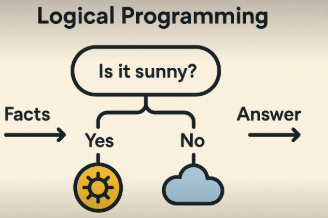 Logical Programming
Is it sunny?
Facts
Answer
Yes
No